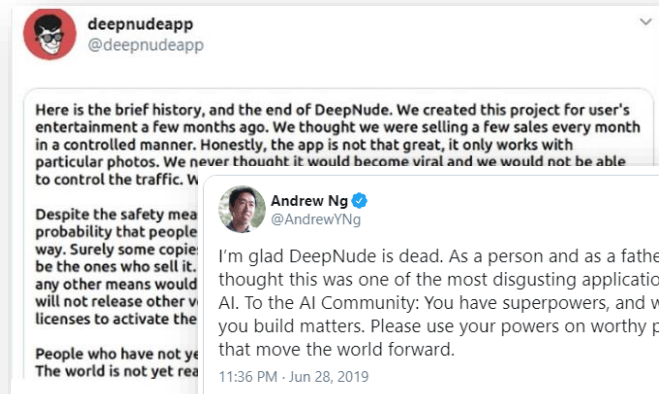 deepnudeapp
@deepnudeapp
Here is the brief history, and the end of DeepNude. We created this project for user's
entertainment a few months ago. We thought we were selling a few sales every month
in a controlled manner. Honestly, the app is not that great, it only works with
particular photos. We never thought it would become viral and we would not be able
to control the traffic.
Despite the safety
probability that people
way. Surely some
be the ones who sell it.
any other means would
will not release other
licenses to activate the
People who have not
The world is not yet
Andrew Ng
@AndrewYNg
I'm glad DeepNude is dead. As a person and as a
thought this was one of the most disgusting
AI. To the AI Community: You have superpowers, and
you build matters. Please use your powers on worthy
that move the world forward.
11:36 PM · Jun 28, 2019